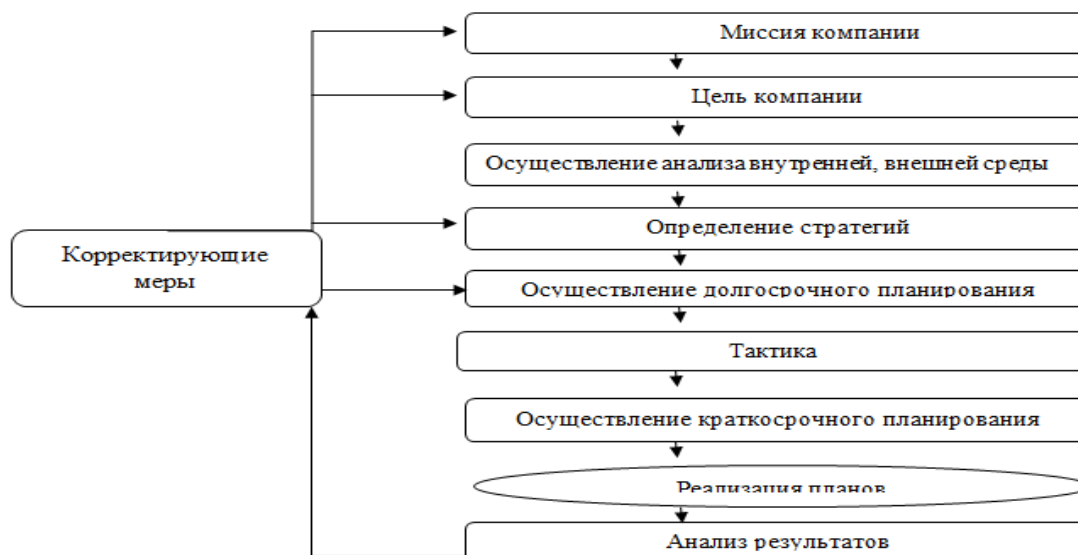 Миссия компании
Цель компании
Осуществление анализа внутренней, внешней среды
Определение стратегий
Корректирующие
меры
Осуществление долгосрочного планирования
Тактика
Осуществление краткосрочного планирования
Реализация планов
Анализ результатов